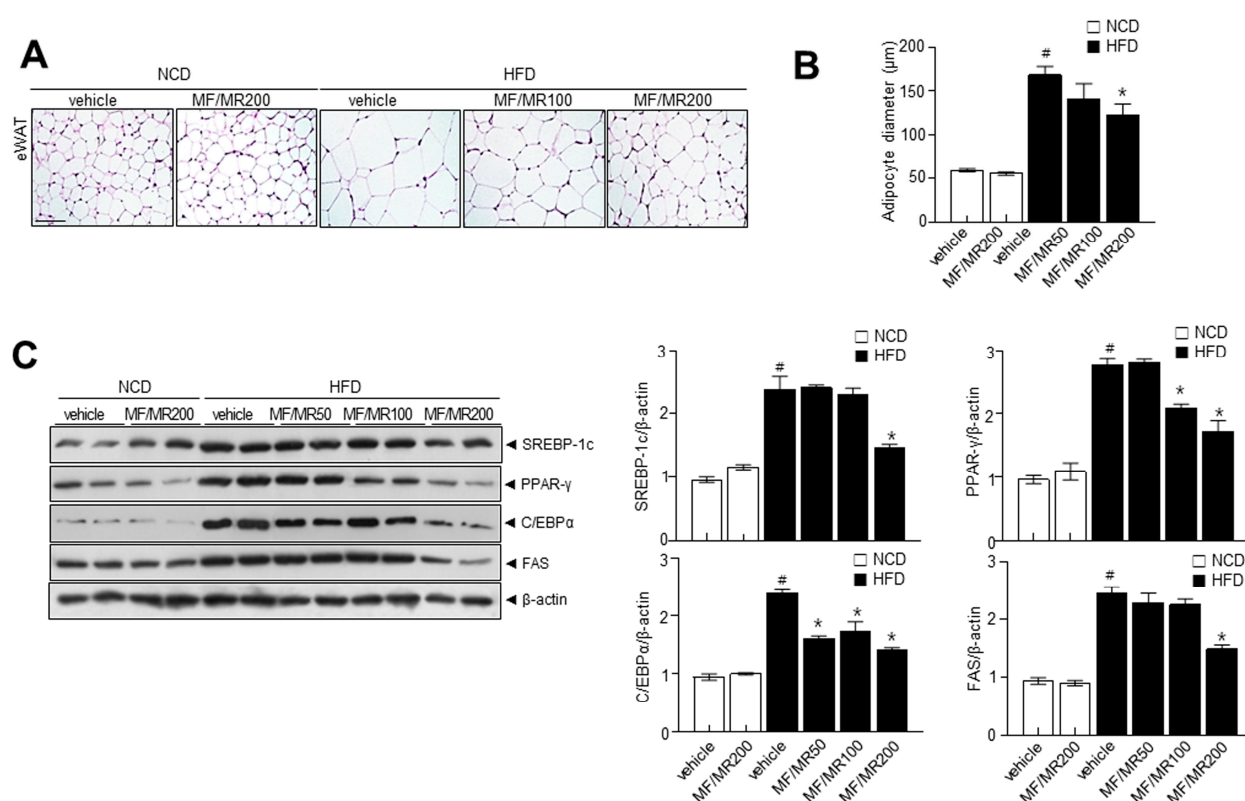 A
NCD HFD
vehicle MF/MR200 vehicle MF/MR100 MF/MR200
eWAT
B
NCD
HFD
Adipocyte diameter (μm)
200
150
100
50
0
#
*
vehicle
MF/MR200
vehicle
MF/MR50
MF/MR100
MF/MR200
C
NCD HFD
vehicle MF/MR200 vehicle MF/MR50 MF/MR100 MF/MR200
SREBP-1c
PPAR-γ
C/EBPα
FAS
β-actin
NCD
HFD
SREBP-1c/β-actin
3
2
1
0
#
*
NCD
HFD
PPAR-γ/β-actin
3
2
1
0
#
*
*
NCD
HFD
C/EBPα/β-actin
3
2
1
0
#
*
*
*
vehicle
MF/MR200
vehicle
MF/MR50
MF/MR100
MF/MR200
NCD
HFD
FAS/β-actin
3
2
1
0
#
*
vehicle
MF/MR200
vehicle
MF/MR50
MF/MR100
MF/MR200